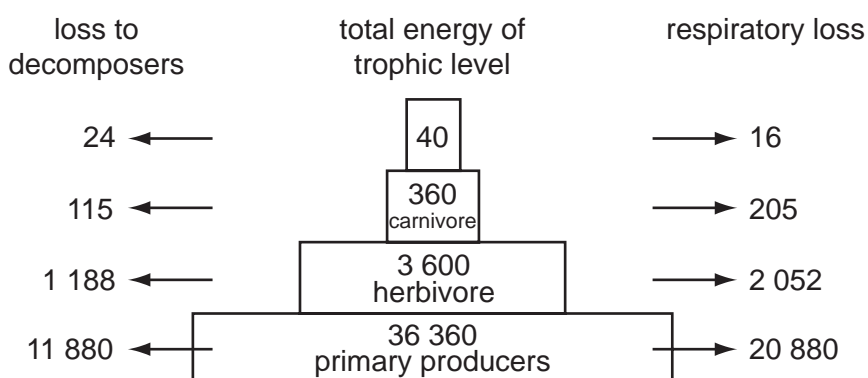 loss to decomposers
total energy of trophic level
respiratory loss
24
40
16
115
360
carnivore
205
1 188
3 600
herbivore
2 052
11 880
36 360
primary producers
20 880